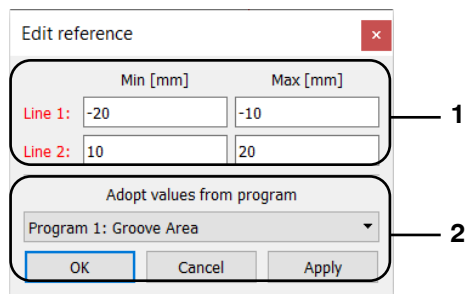 Edit reference
×
Min [mm] Max [mm]
Line 1: -20 -10 1
Line 2: 10 20
Adopt values from program
Program 1: Groove Area 2
OK Cancel Apply